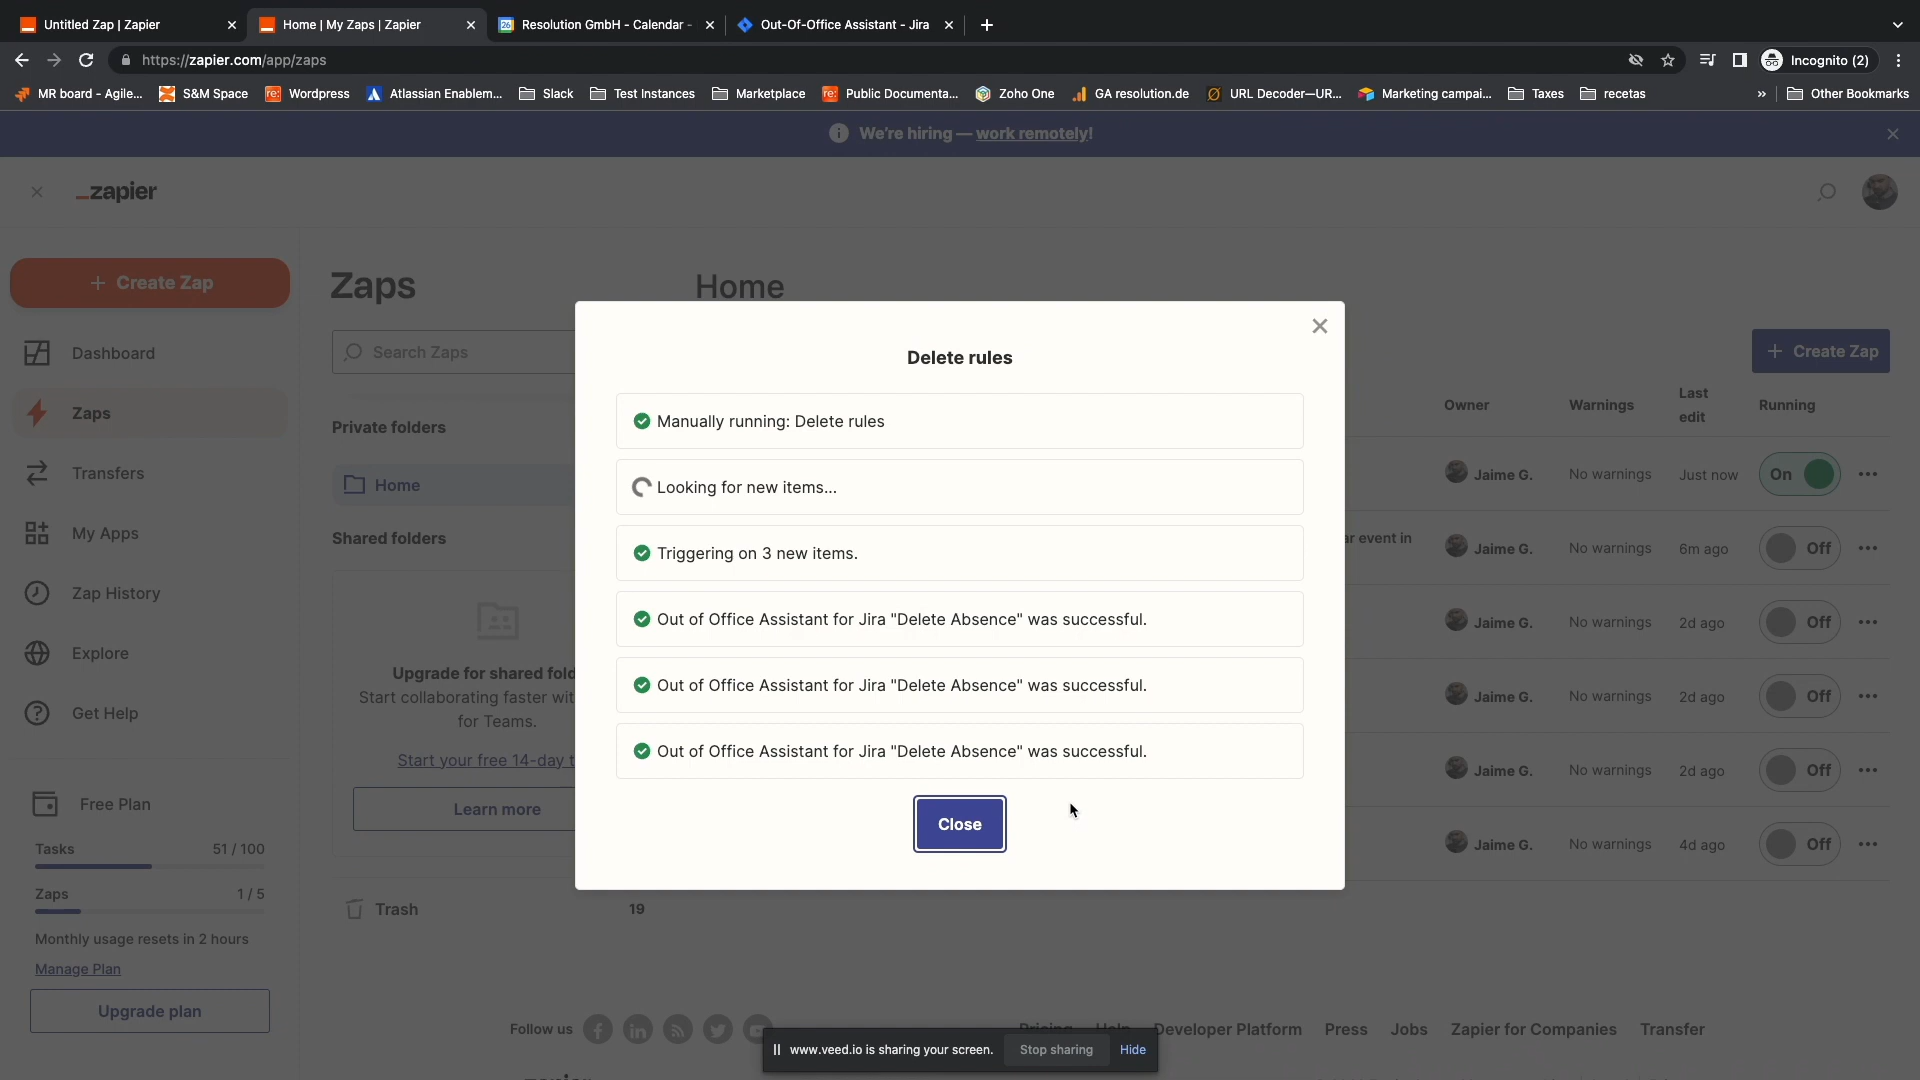 Untitled Zap | Zapier
Home | My Zaps | Zapier
Resolution GmbH - Calendar -
Out-Of-Office Assistant - Jira
https://zapier.com/app/zaps
Incognito (2)
MR board - Agile...
S&M Space
re: Wordpress
Atlassian Enablem...
Slack
Test Instances
Marketplace
re: Public Documenta...
Zoho One
GA resolution.de
URL Decoder—UR...
Marketing campai...
Taxes
recetas
Other Bookmarks
We're hiring — work remotely!
_zapier
+ Create Zap
Dashboard
Zaps
Transfers
My Apps
Zap History
Explore
Get Help
Free Plan
Tasks 51 / 100
Zaps 1 / 5
Monthly usage resets in 2 hours
Manage Plan
Upgrade plan
Zaps
Search Zaps
Private folders
Home
Shared folders
Upgrade for shared fold
Start collaborating faster wit
for Teams.
Start your free 14-day t
Learn more
Trash 19
Home
+ Create Zap
Owner Warnings Last edit Running
Jaime G. No warnings Just now On
ar event in Jaime G. No warnings 6m ago Off
Jaime G. No warnings 2d ago Off
Jaime G. No warnings 2d ago Off
Jaime G. No warnings 2d ago Off
Jaime G. No warnings 4d ago Off
Delete rules
Manually running: Delete rules
Looking for new items...
Triggering on 3 new items.
Out of Office Assistant for Jira "Delete Absence" was successful.
Out of Office Assistant for Jira "Delete Absence" was successful.
Out of Office Assistant for Jira "Delete Absence" was successful.
Close
Follow us
Pricing Help Developer Platform Press Jobs Zapier for Companies Transfer
www.veed.io is sharing your screen. Stop sharing Hide